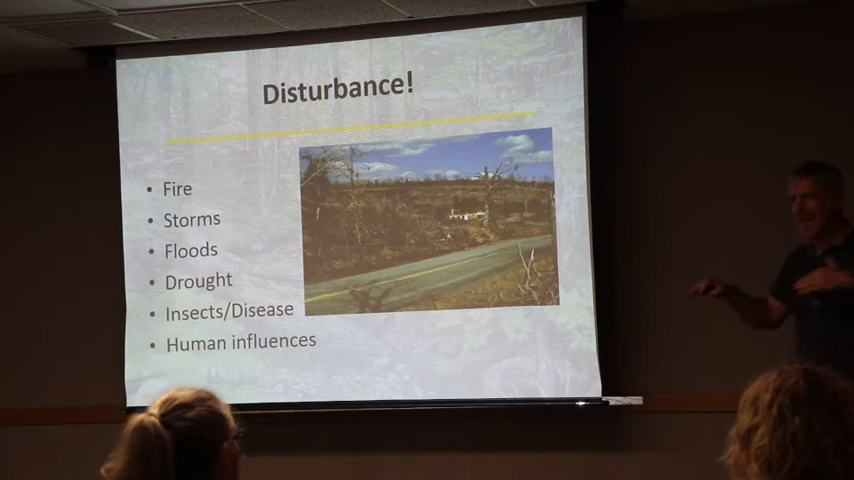 Disturbance!
• Fire
• Storms
• Floods
• Drought
• Insects/Disease
• Human influences